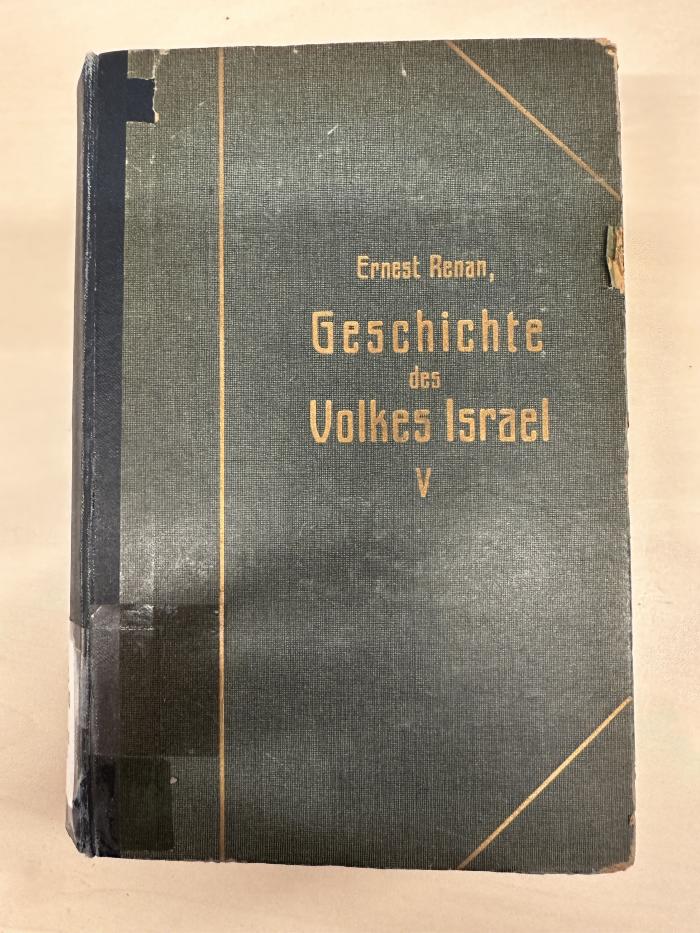 Ernest Renan,
Geschichte
des
Volkes Israel
V